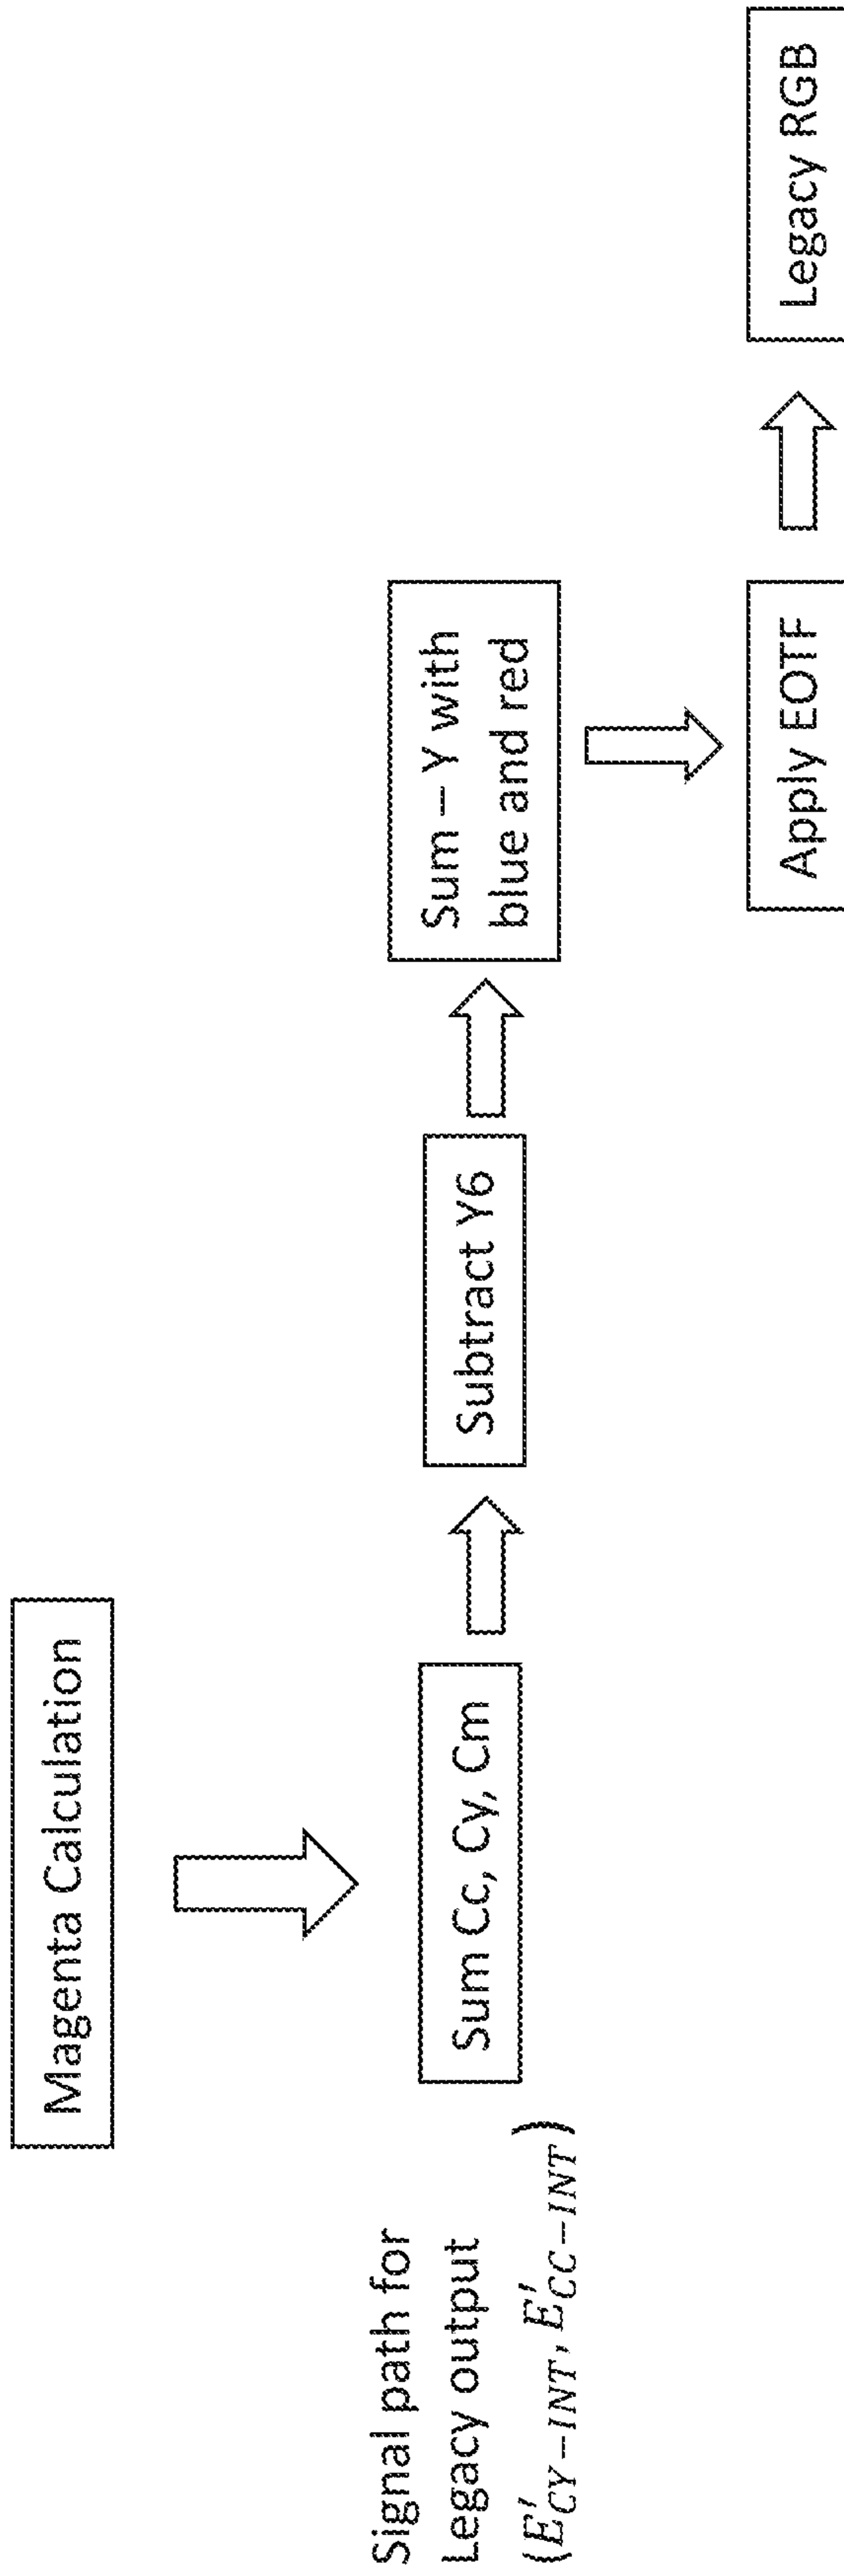 Magenta Calculation
Signal path for
Legacy output
(E′CY−INT, E′CC−INT)
Sum Cc, Cy, Cm
Subtract Y6
Sum – Y with
blue and red
Apply EOTF
Legacy RGB